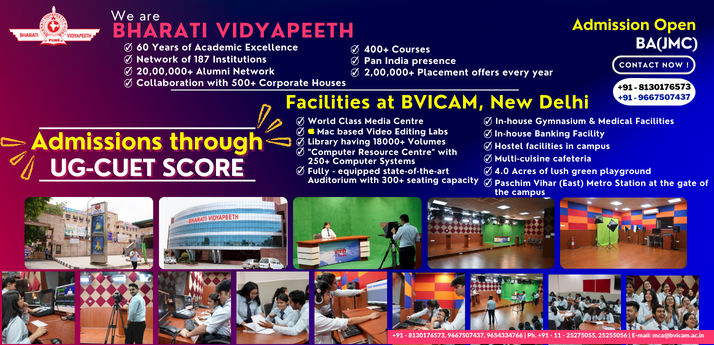 BHARATI VIDYAPEETH
PUNE
We are
BHARATI VIDYAPEETH
60 Years of Academic Excellence
Network of 187 Institutions
20,00,000+ Alumni Network
Collaboration with 500+ Corporate Houses
400+ Courses
Pan India presence
2,00,000+ Placement offers every year
Admission Open
BA(JMC)
CONTACT NOW !
+91 - 8130176573
+91 - 9667507437
Admissions through
UG-CUET SCORE
Facilities at BVICAM, New Delhi
World Class Media Centre
Mac based Video Editing Labs
Library having 18000+ Volumes
"Computer Resource Centre" with
250+ Computer Systems
Fully - equipped state-of-the-art
Auditorium with 300+ seating capacity
In-house Gymnasium & Medical Facilities
In-house Banking Facility
Hostel facilities in campus
Multi-cuisine cafeteria
4.0 Acres of lush green playground
Paschim Vihar (East) Metro Station at the gate of
the campus
BHARATI VIDYAPEETH
+91 - 8130176573, 9667507437, 9654334766 | Ph. +91 - 11 - 25275055, 25255056 | E-mail: mca@bvicam.ac.in